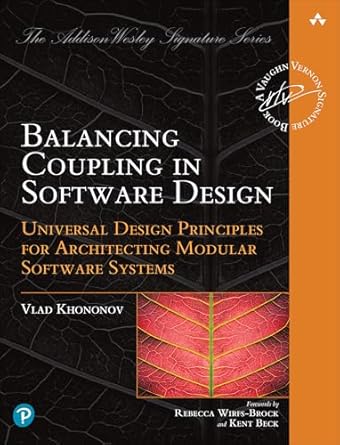 The Addison Wesley Signature Series
A VAUGHN VERNON SIGNATURE BOOK
BALANCING
COUPLING IN
SOFTWARE DESIGN
UNIVERSAL DESIGN PRINCIPLES
FOR ARCHITECTING MODULAR
SOFTWARE SYSTEMS
VLAD KHONONOV
Forewords by
REBECCA WIRFS-BROCK
AND KENT BECK
P